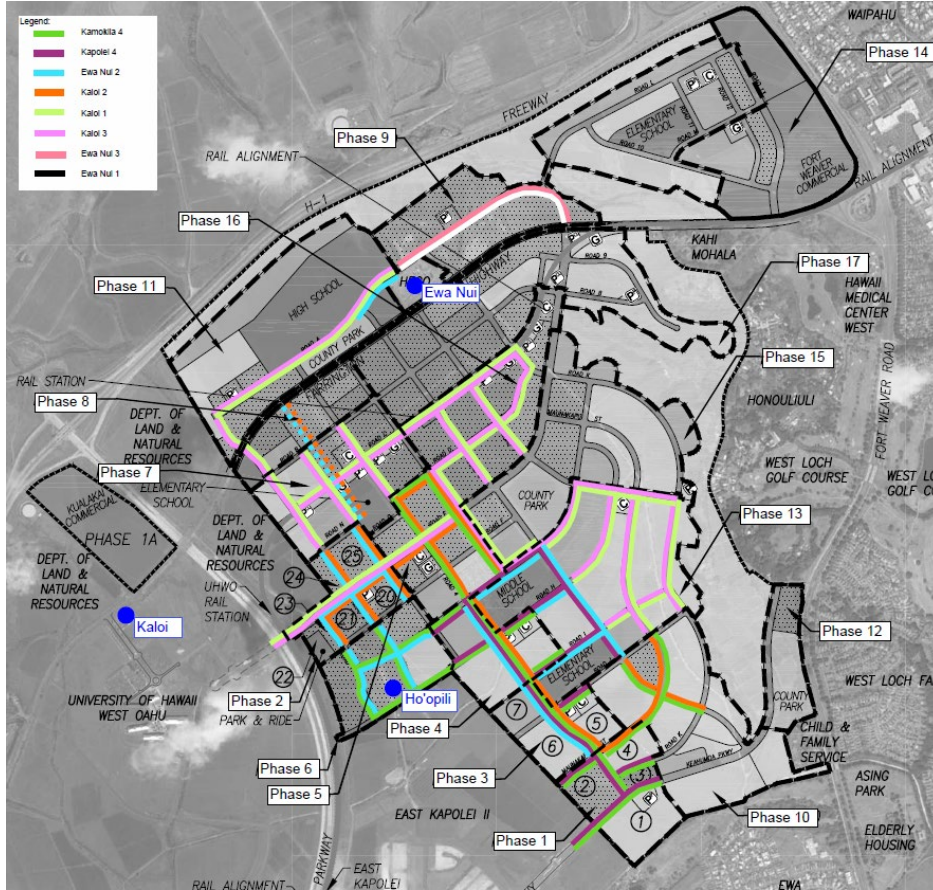 Legend:
Kamokila 4
Kapolei 4
Ewa Nui 2
Kaloi 2
Kaloi 1
Kaloi 3
Ewa Nui 3
Ewa Nui 1
WAIPAHU
Phase 14
FREEWAY
ROAD L
P
C
ELEMENTARY
SCHOOL
G
ROAD 10
FORT
WEAVER
COMMERCIAL
Phase 9
RAIL ALIGNMENT
RAIL ALIGNMENT
H-1
P
Phase 16
KAHI
MOHALA
G
ROAD 9
Phase 17
HIGHWAY
Ewa Nui
HAWAII
MEDICAL
CENTER
WEST
Phase 11
HIGH SCHOOL
COUNTY PARK
FARRINGTON
Phase 15
RAIL STATION
Phase 8
HONOULIULI
FORT WEAVER ROAD
DEPT. OF
LAND &
NATURAL
RESOURCES
WEST LOCH
GOLF COURSE
Phase 7
ELEMENTARY
SCHOOL
COUNTY
PARK
KUALAKAI
COMMERCIAL
PHASE 1A
DEPT. OF
LAND &
NATURAL
RESOURCES
Phase 13
DEPT. OF
LAND &
NATURAL
RESOURCES
25
24
UHWO
RAIL
STATION
23
21
20
MIDDLE
SCHOOL
ROAD H
Kaloi
Phase 12
22
Phase 2
PARK & RIDE
UNIVERSITY OF HAWAII
WEST OAHU
Ho'opili
ELEMENTARY
SCHOOL
COUNTY
PARK
Phase 4
7
5
6
4
CHILD &
FAMILY
SERVICE
Phase 6
Phase 5
Phase 3
2
3
1
P
ASING
PARK
EAST KAPOLEI II
Phase 1
Phase 10
ELDERLY
HOUSING
PARKWAY
EAST
KAPOLEI
RAIL ALIGNMENT
EWA